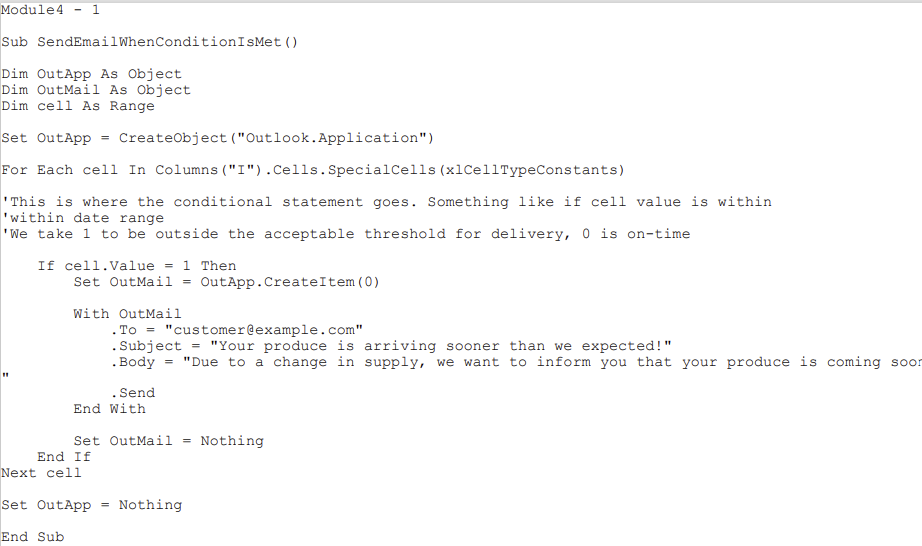 Module4 - 1
Sub SendEmailWhenConditionIsMet()
Dim OutApp As Object
Dim OutMail As Object
Dim cell As Range
Set OutApp = CreateObject("Outlook.Application")
For Each cell In Columns("I").Cells.SpecialCells(xlCellTypeConstants)
'This is where the conditional statement goes. Something like if cell value is within
'within date range
'We take 1 to be outside the acceptable threshold for delivery, 0 is on-time
If cell.Value = 1 Then
Set OutMail = OutApp.CreateItem(0)
With OutMail
.To = "customer@example.com"
.Subject = "Your produce is arriving sooner than we expected!"
.Body = "Due to a change in supply, we want to inform you that your produce is coming
"
.Send
End With
Set OutMail = Nothing
End If
Next cell
Set OutApp = Nothing
End Sub